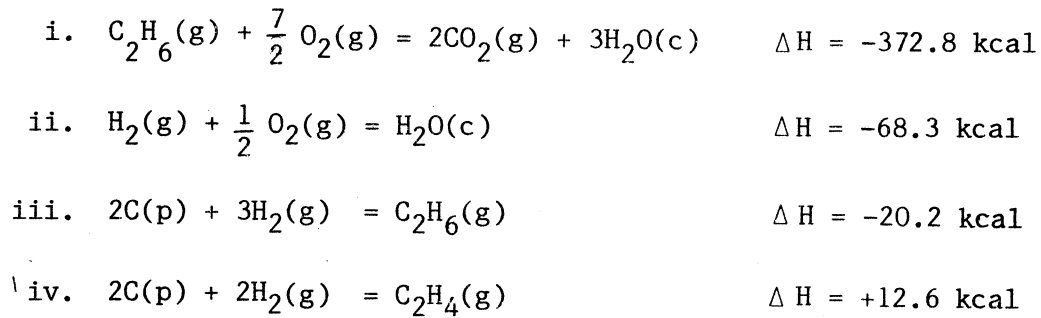 i. C₂H₆(g) + 7/2 O₂(g) = 2CO₂(g) + 3H₂O(c) ΔH = -372.8 kcal
ii. H₂(g) + 1/2 O₂(g) = H₂O(c) ΔH = -68.3 kcal
iii. 2C(p) + 3H₂(g) = C₂H₆(g) ΔH = -20.2 kcal
iv. 2C(p) + 2H₂(g) = C₂H₄(g) ΔH = +12.6 kcal